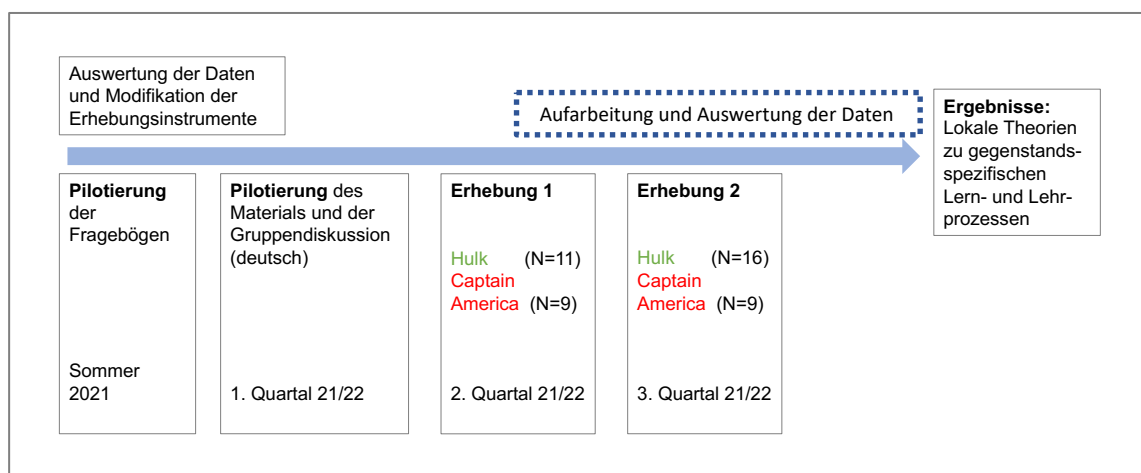 Auswertung der Daten
und Modifikation der
Erhebungsinstrumente
Aufarbeitung und Auswertung der Daten
Ergebnisse:
Lokale Theorien
zu gegenstands-
spezifischen
Lern- und Lehr-
prozessen
Pilotierung
der
Fragebögen
Sommer
2021
Pilotierung des
Materials und der
Gruppendiskussion
(deutsch)
1. Quartal 21/22
Erhebung 1
Hulk (N=11)
Captain
America (N=9)
2. Quartal 21/22
Erhebung 2
Hulk (N=16)
Captain
America (N=9)
3. Quartal 21/22